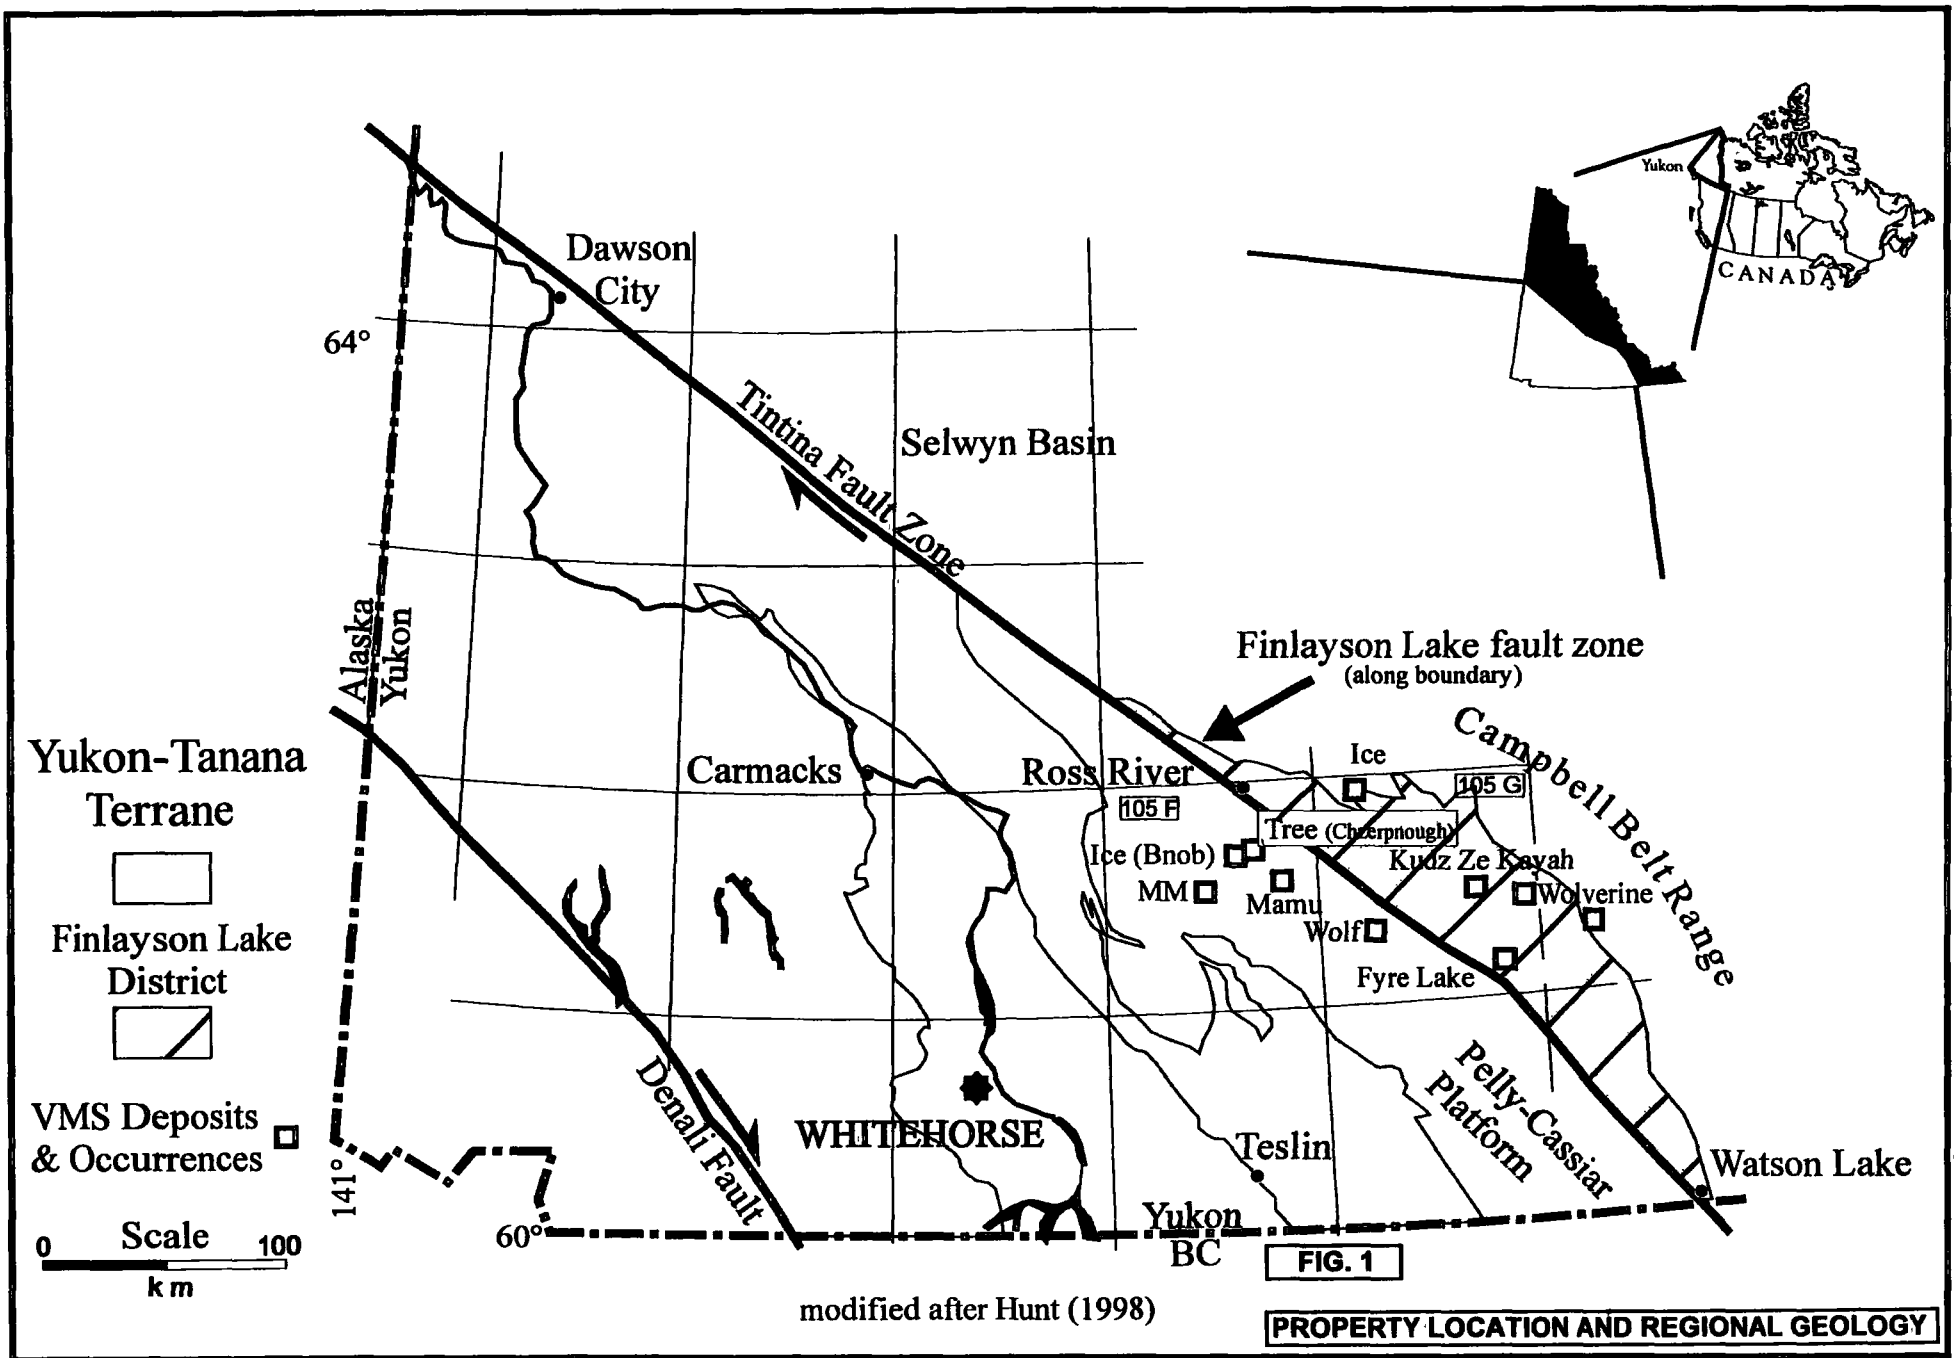 Yukon
CANADA
Dawson
City
64°
Tintina Fault Zone
Selwyn Basin
Alaska
Yukon
Finlayson Lake fault zone
(along boundary)
Campbell Belt Range
Yukon-Tanana
Terrane
Carmacks
Ross River
Ice
105 G
105 F
Tree (Cheerpnough)
Ice (Bnob)
Kudz Ze Kayah
MM
Mamu
Wolverine
Wolf
Finlayson Lake
District
Fyre Lake
Pelly-Cassiar
Platform
Denali Fault
VMS Deposits
& Occurrences
WHITEHORSE
Teslin
Watson Lake
141°
60°
Yukon
BC
Scale
0 100
km
FIG. 1
modified after Hunt (1998)
PROPERTY LOCATION AND REGIONAL GEOLOGY